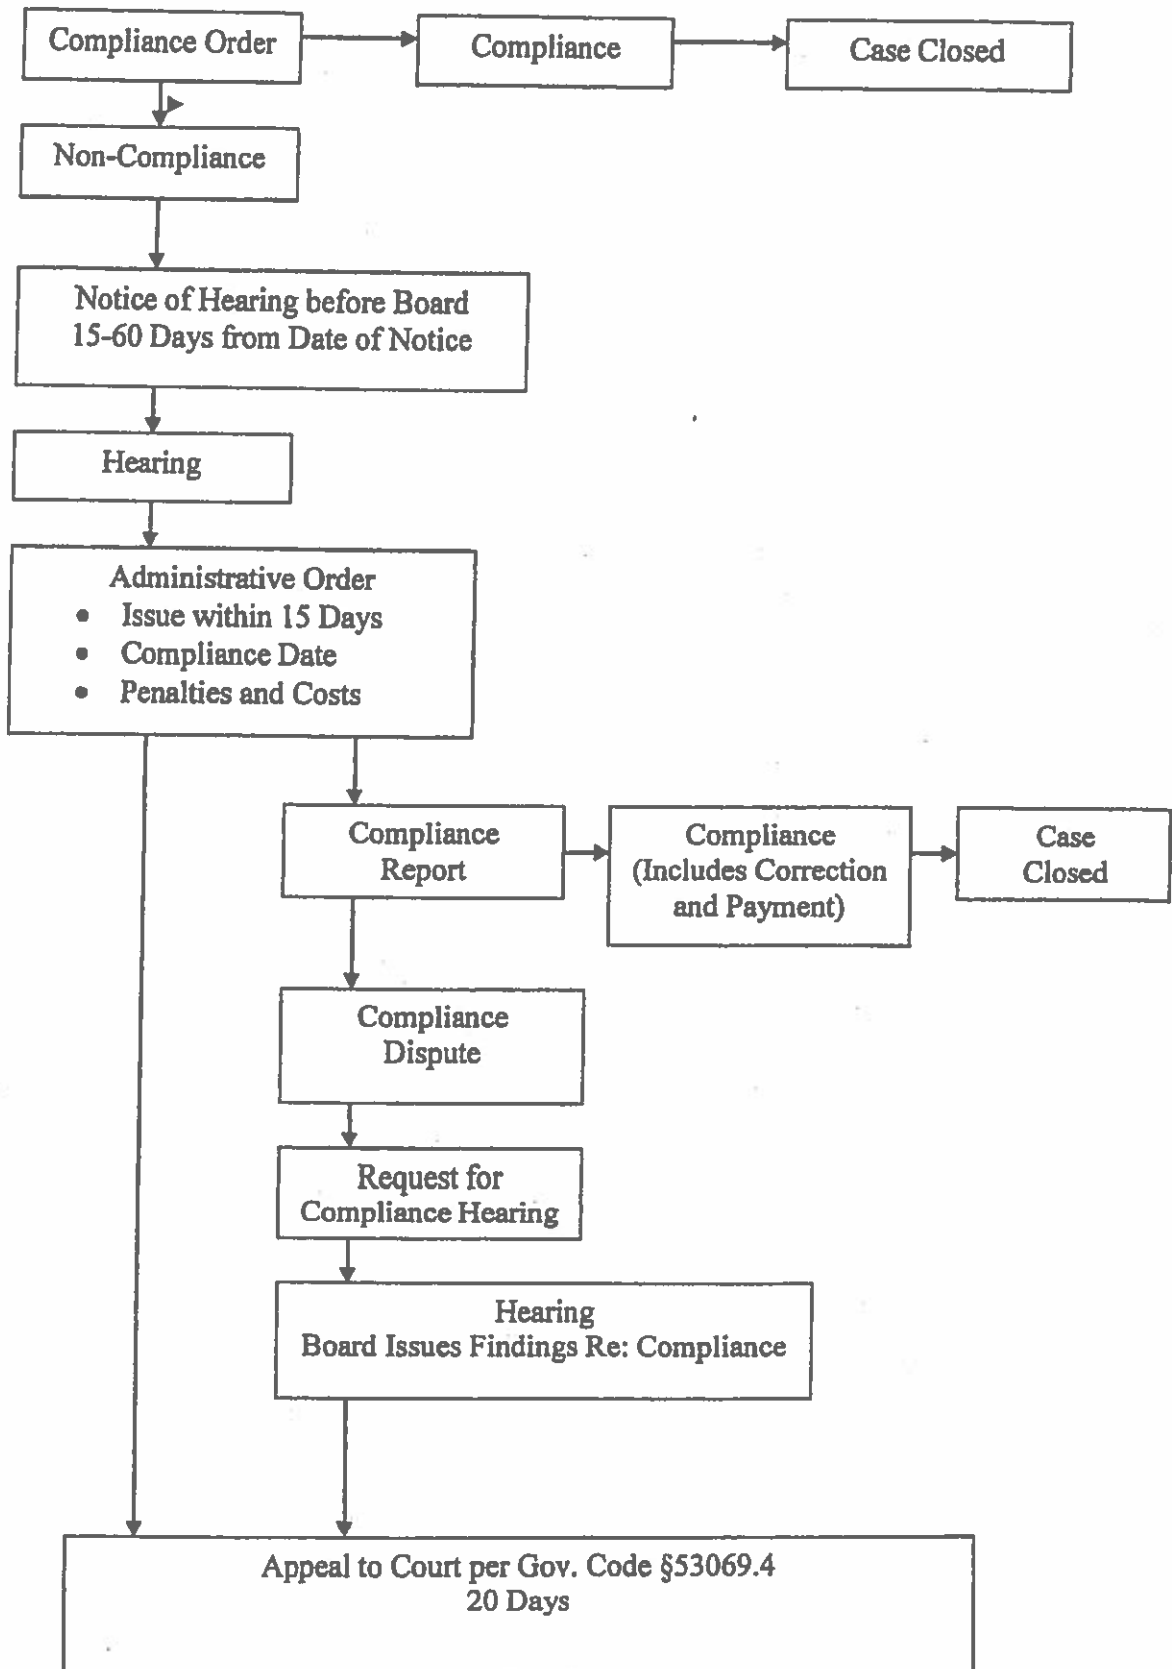 Compliance Order
Compliance
Case Closed
Non-Compliance
Notice of Hearing before Board
15-60 Days from Date of Notice
Hearing
Administrative Order
• Issue within 15 Days
• Compliance Date
• Penalties and Costs
Compliance
Report
Compliance
(Includes Correction
and Payment)
Case
Closed
Compliance
Dispute
Request for
Compliance Hearing
Hearing
Board Issues Findings Re: Compliance
Appeal to Court per Gov. Code §53069.4
20 Days